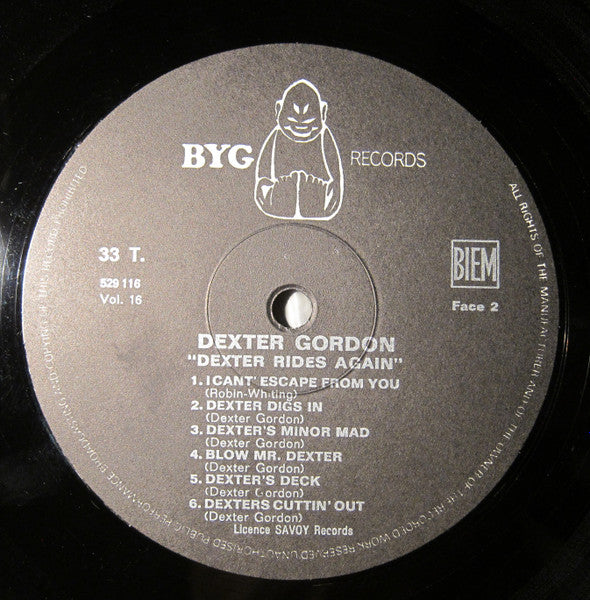 BYG RECORDS
33 T.
BIEM
529 116
Vol. 16
Face 2
DEXTER GORDON
"DEXTER RIDES AGAIN"
1. I CANT' ESCAPE FROM YOU
(Robin-Whiting)
2. DEXTER DIGS IN
(Dexter Gordon)
3. DEXTER'S MINOR MAD
(Dexter Gordon)
4. BLOW MR. DEXTER
(Dexter Gordon)
5. DEXTER'S DECK
(Dexter Gordon)
6. DEXTERS CUTTIN' OUT
(Dexter Gordon)
Licence SAVOY Records
ALL RIGHTS OF THE MANUFACTURER AND OF THE OWNER OF THE RECORDED WORK RESERVED UNAUTHORISED PUBLIC PERFORMANCE BROADCASTING AND COPYING OF THIS RECORD PROHIBITED